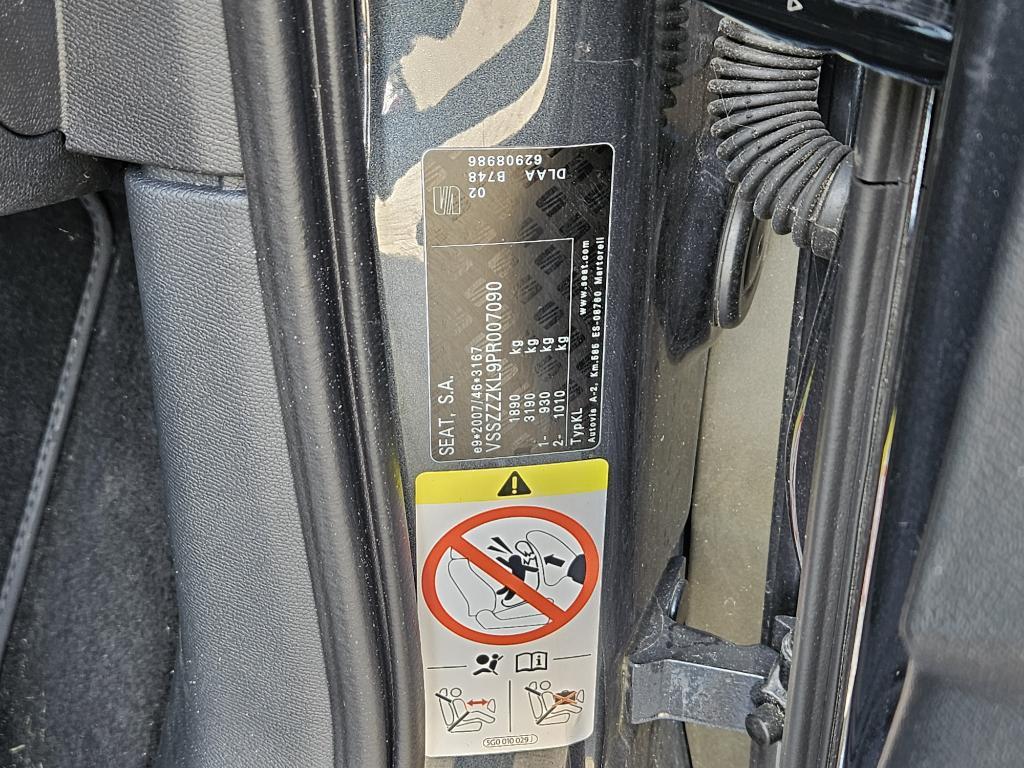 SEAT, S.A.
e9*2007/46*3167
VSSZZZKL9PR007090
1890 kg
3190 kg
1- 930 kg
2- 1010 kg
TypKL www.seat.com
Autovia A-2, Km.585 ES-08760 Martorell
02
DLAA B748
62908986
5G0 010 029 J